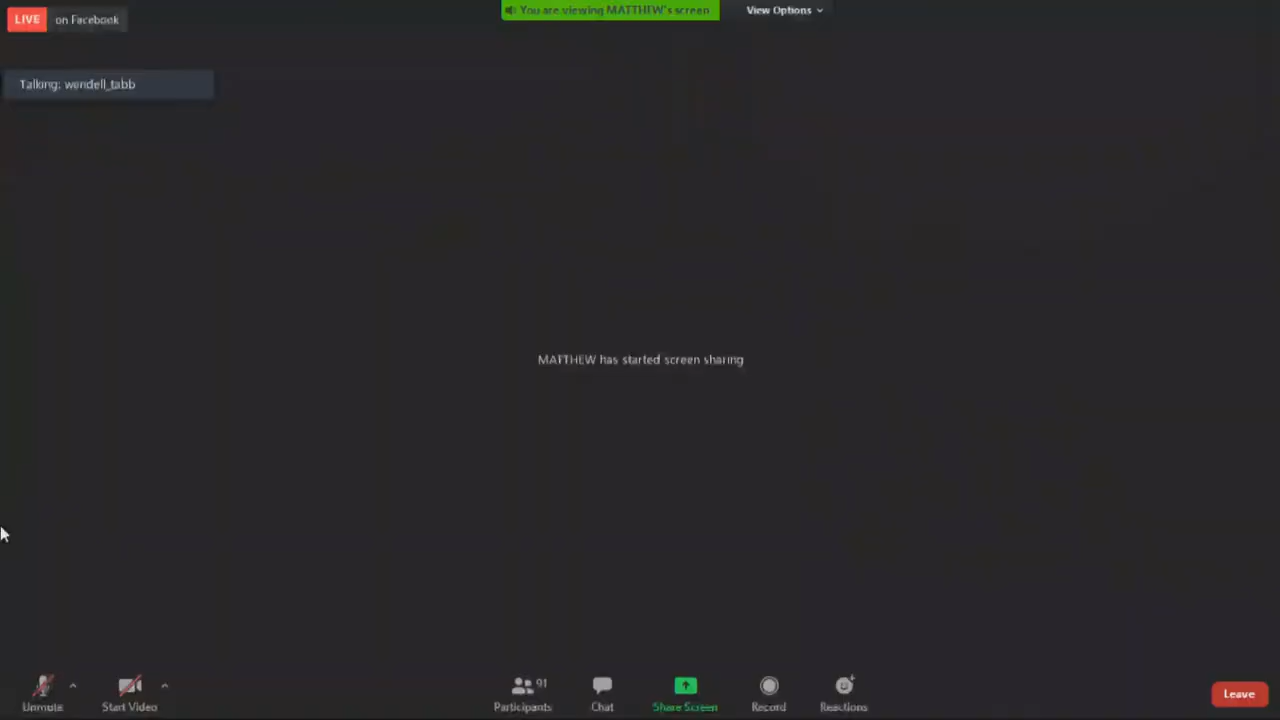 LIVE on Facebook
You are viewing MATTHEW's screen
View Options
Talking: wendell_tabb
MATTHEW has started screen sharing
Unmute
Start Video
91
Participants
Chat
Share Screen
Record
Reactions
Leave